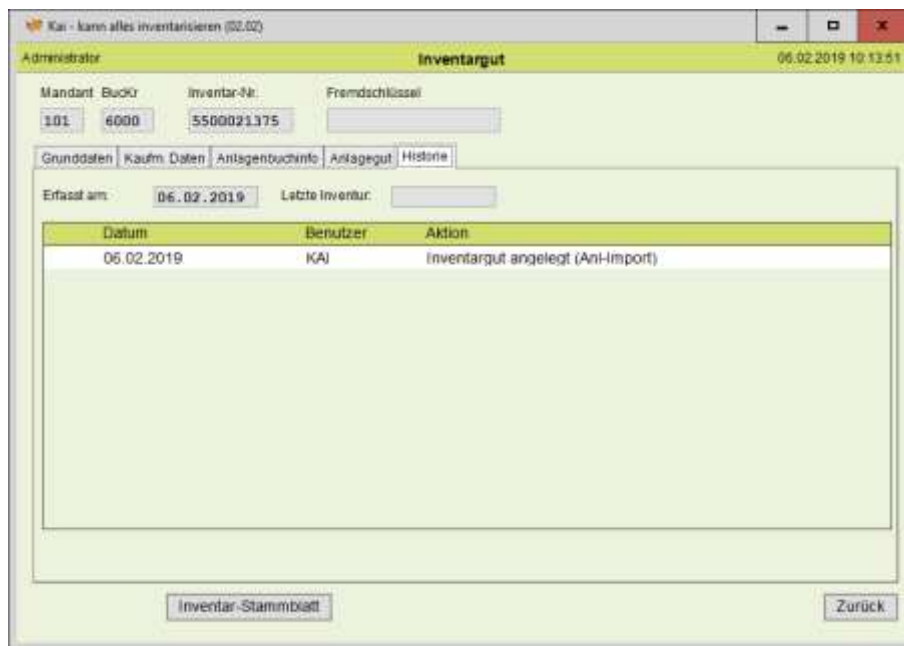 Kai - kann alles inventarisieren (02.02)
Administrator Inventargut 06.02.2019 10:13:51
Mandant BucKr Inventar-Nr. Fremdschlüssel
101 6000 5500021375
Grunddaten Kaufm. Daten Anlagenbuchinfo Anlagegut Historie
Erfasst am: 06.02.2019 Letzte Inventur:
Datum Benutzer Aktion
06.02.2019 KAI Inventargut angelegt (Anl-Import)
Inventar-Stammblatt Zurück